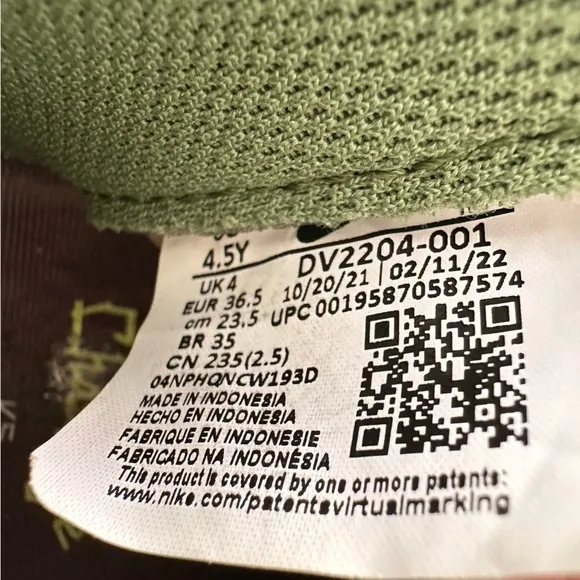 4.5Y
DV2204-001
UK 4
10/20/21 | 02/11/22
EUR 36.5
UPC 00195870587574
cm 23.5
BR 35
CN 235(2.5)
04NPHQNCW193D
MADE IN INDONESIA
HECHO EN INDONESIA
FABRIQUE EN INDONESIE
FABRICADO NA INDONÉSIA
This product is covered by one or more patents:
www.nike.com/patentsvirtualmarking